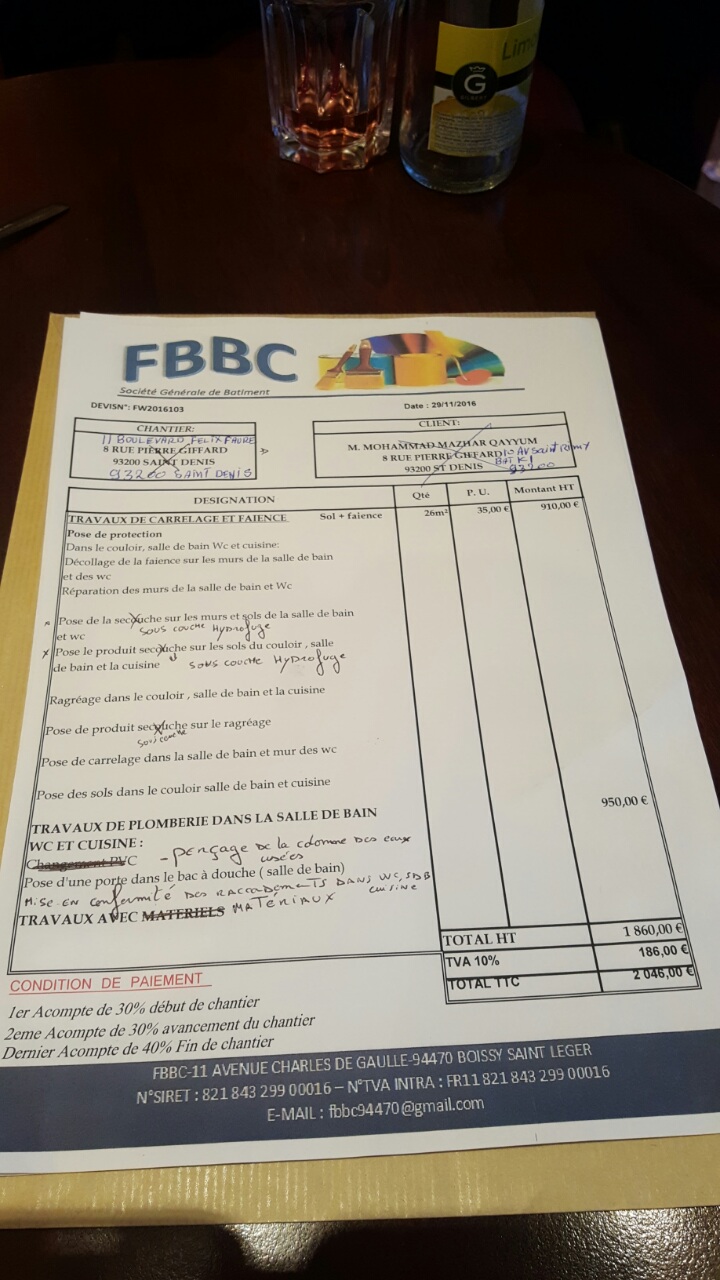 Limo
G
FBBC
Société Générale de Batiment
DEVISN°: FW2016103
Date : 29/11/2016
CHANTIER:
11 BOULEVARD FELIX FAURE
8 RUE PIERRE GIFFARD
93200 SAINT DENIS
93200 SAINT DENIS
CLIENT:
M. MOHAMMAD MAZHAR QAYYUM
8 RUE PIERRE GIFFARD AV Saint Remy
BAT K1
93200 ST DENIS 93200
DESIGNATION Qté P. U. Montant HT
TRAVAUX DE CARRELAGE ET FAIENCE Sol + faience 26m² 35,00 € 910,00 €
Pose de protection
Dans le couloir, salle de bain Wc et cuisine:
Décollage de la faience sur les murs de la salle de bain
et des wc
Réparation des murs de la salle de bain et Wc
Pose de la secouche sur les murs et sols de la salle de bain
et wc SOUS COUCHE Hydrofuge
x Pose le produit secouche sur les sols du couloir , salle
de bain et la cuisine SOUS COUCHE Hydrofuge
Ragréage dans le couloir , salle de bain et la cuisine
Pose de produit secouche sur le ragréage
sous couche
Pose de carrelage dans la salle de bain et mur des wc
Pose des sols dans le couloir salle de bain et cuisine
TRAVAUX DE PLOMBERIE DANS LA SALLE DE BAIN 950,00 €
WC ET CUISINE :
Changement PVC - perçage de la colonne des eaux
usées
Pose d'une porte dans le bac à douche ( salle de bain)
Mise en conformité des raccordements dans WC, SDB
cuisine
TRAVAUX AVEC MATERIELS MATÉRIAUX
TOTAL HT 1 860,00 €
TVA 10% 186,00 €
TOTAL TTC 2 046,00 €
CONDITION DE PAIEMENT
1er Acompte de 30% début de chantier
2eme Acompte de 30% avancement du chantier
Dernier Acompte de 40% Fin de chantier
FBBC-11 AVENUE CHARLES DE GAULLE-94470 BOISSY SAINT LEGER
N°SIRET : 821 843 299 00016 – N°TVA INTRA : FR11 821 843 299 00016
E-MAIL : fbbc94470@gmail.com